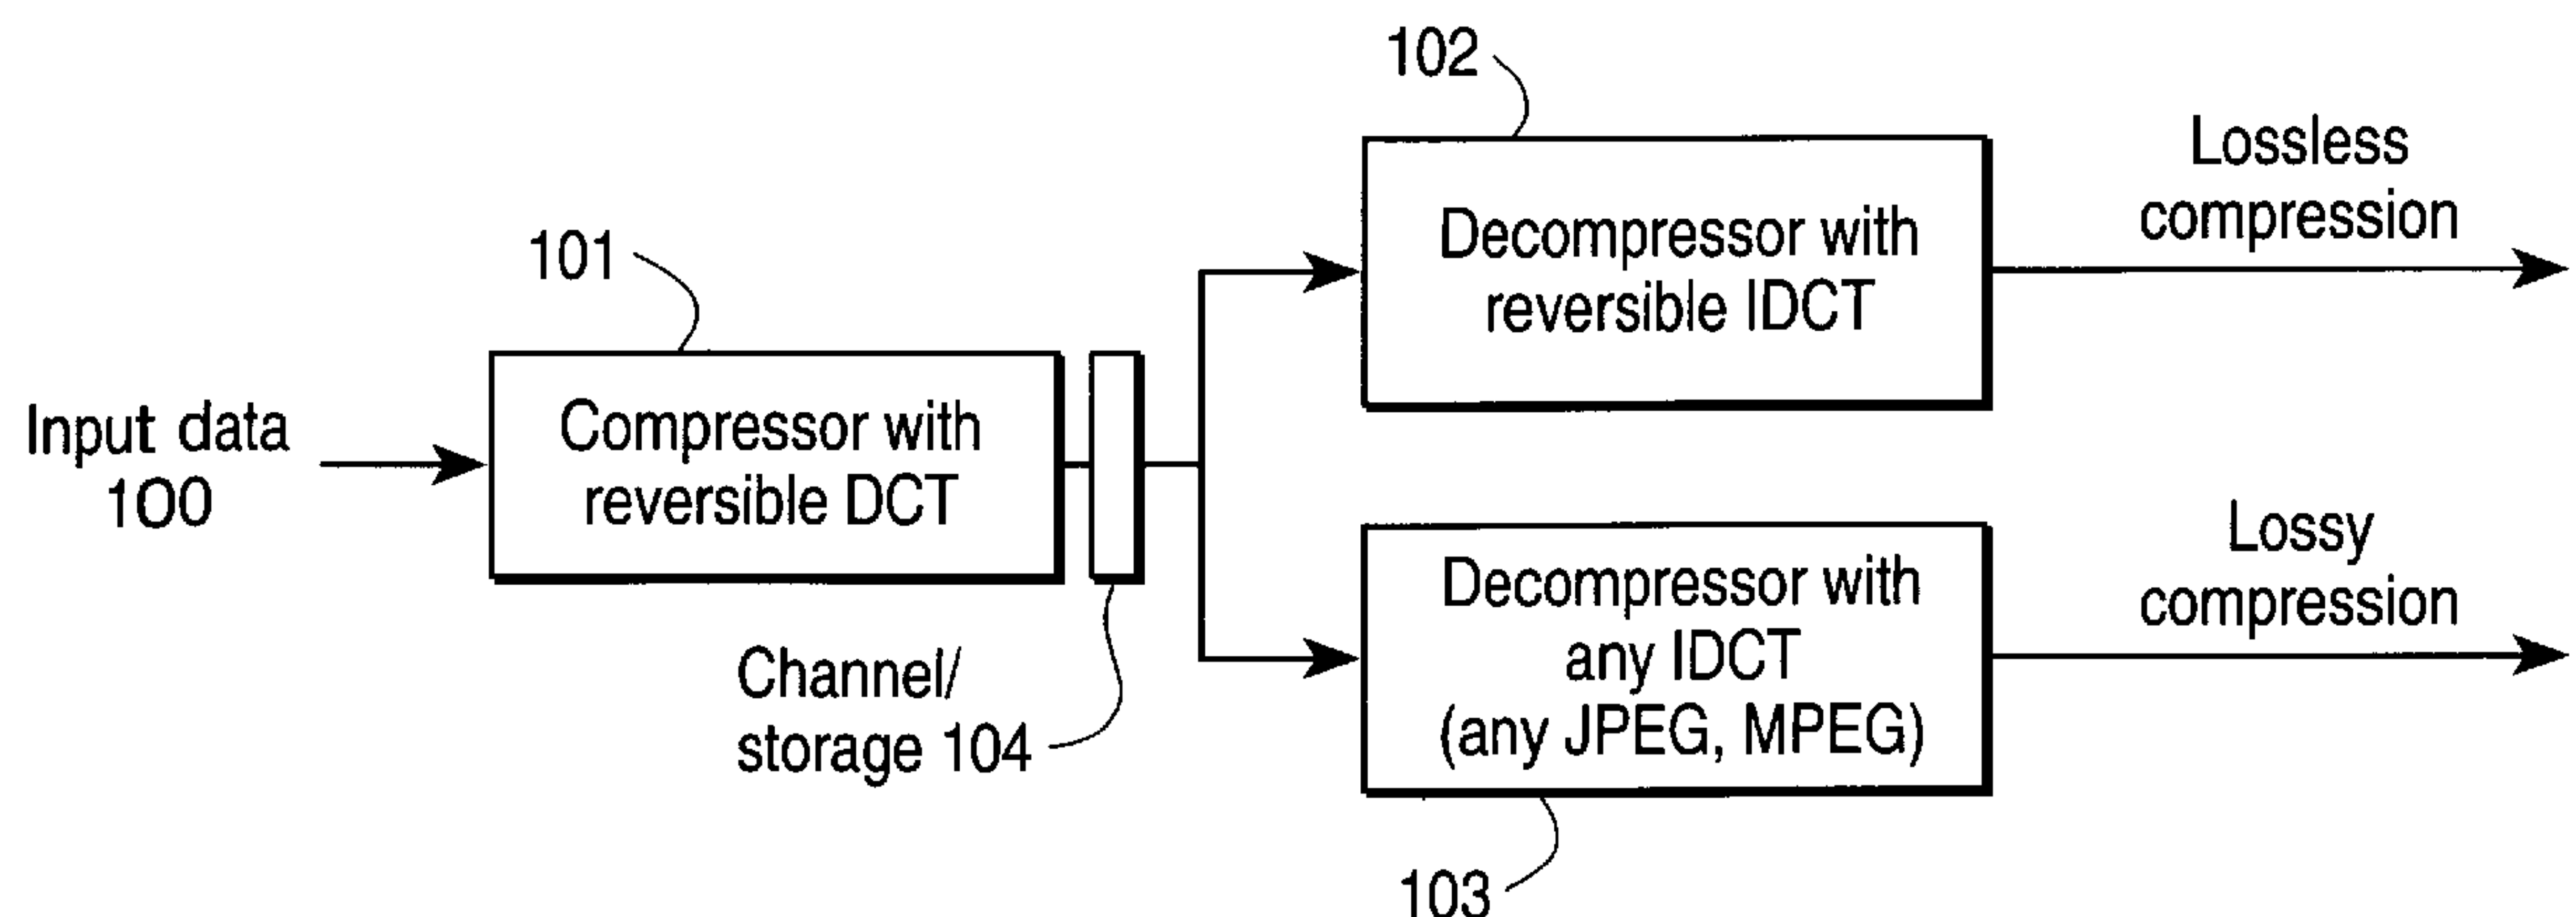 102
Lossless
compression
Decompressor with
reversible IDCT
101
Input data
100
Compressor with
reversible DCT
Channel/
storage 104
Lossy
compression
Decompressor with
any IDCT
(any JPEG, MPEG)
103